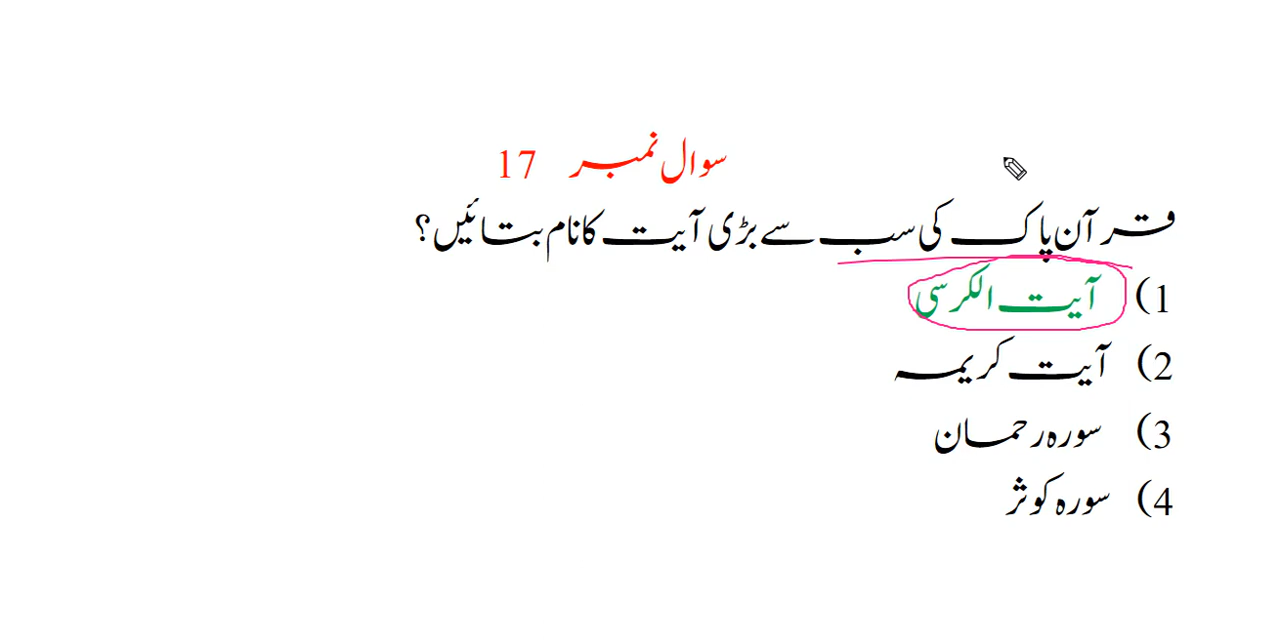 سوال نمبر 17
قرآن پاک کی سب سے بڑی آیت کا نام بتائیں؟
1) آیت الکرسی
2) آیت کریمہ
3) سورہ رحمان
4) سورہ کوثر